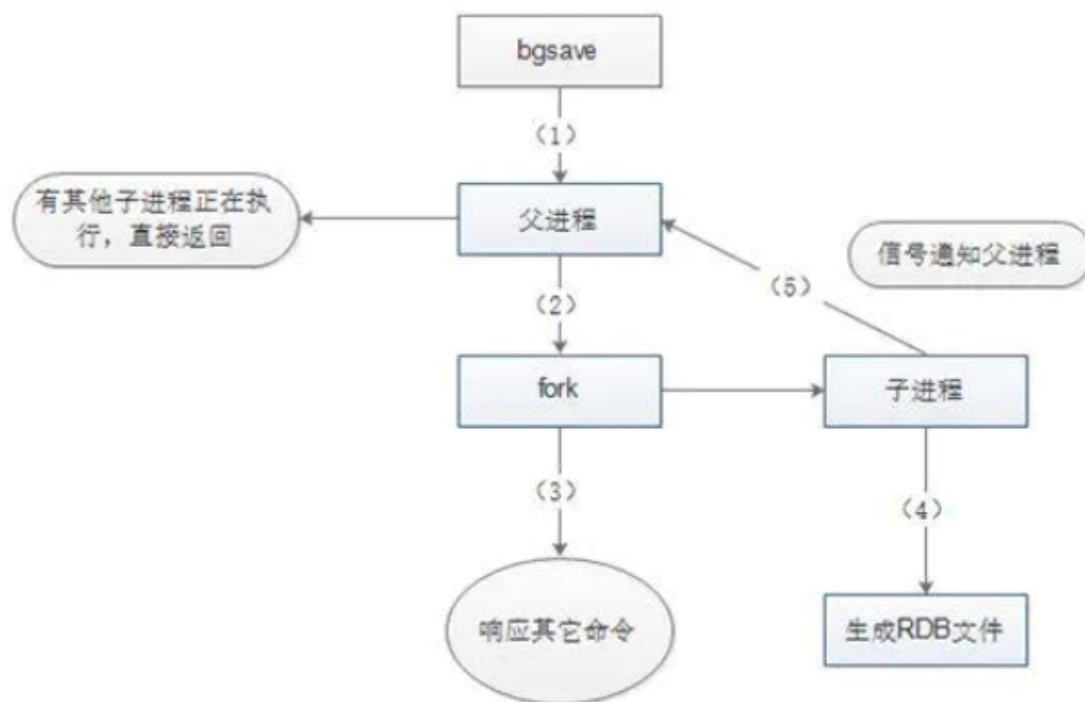 bgsave
（1）
有其他子进程正在执
行，直接返回
父进程
信号通知父进程
（5）
（2）
fork
子进程
（3）
（4）
响应其它命令
生成RDB文件